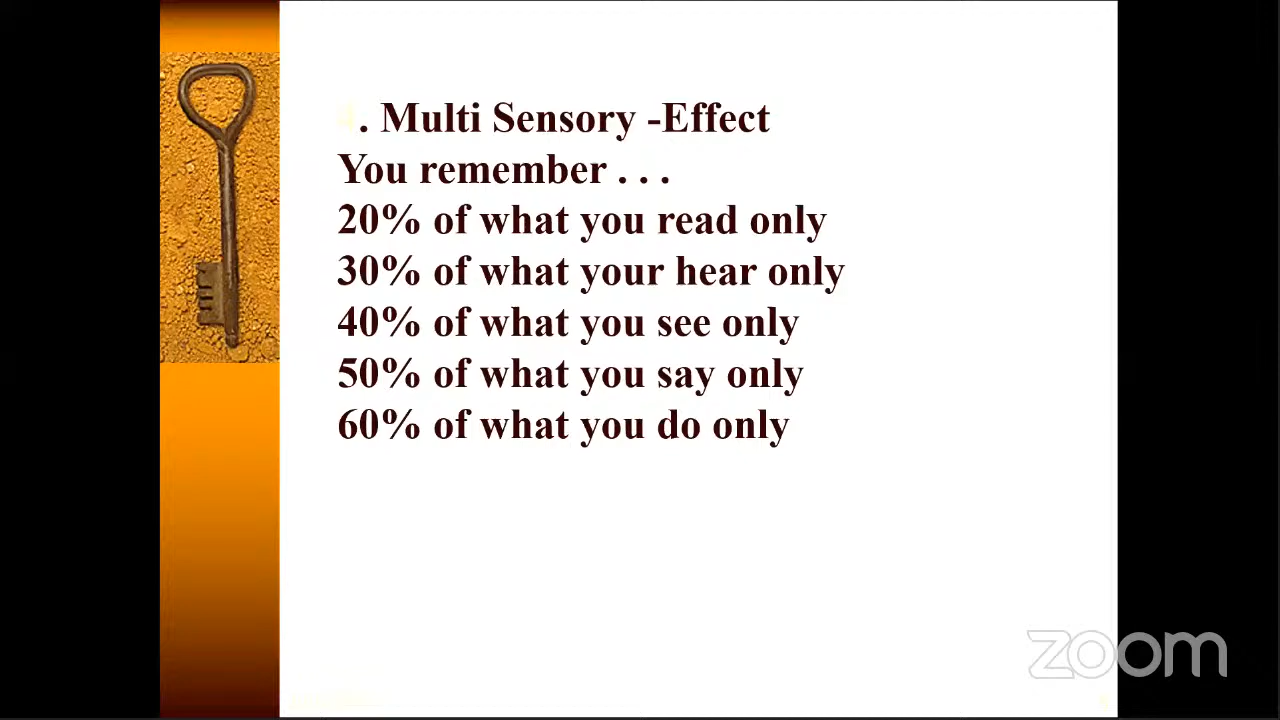 4. Multi Sensory -Effect
You remember . . .
20% of what you read only
30% of what your hear only
40% of what you see only
50% of what you say only
60% of what you do only
zoom